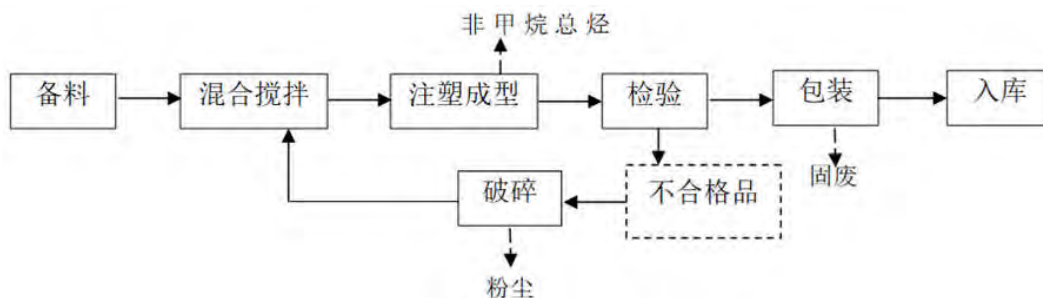 非甲烷总烃
备料
混合搅拌
注塑成型
检验
包装
入库
破碎
不合格品
固废
粉尘